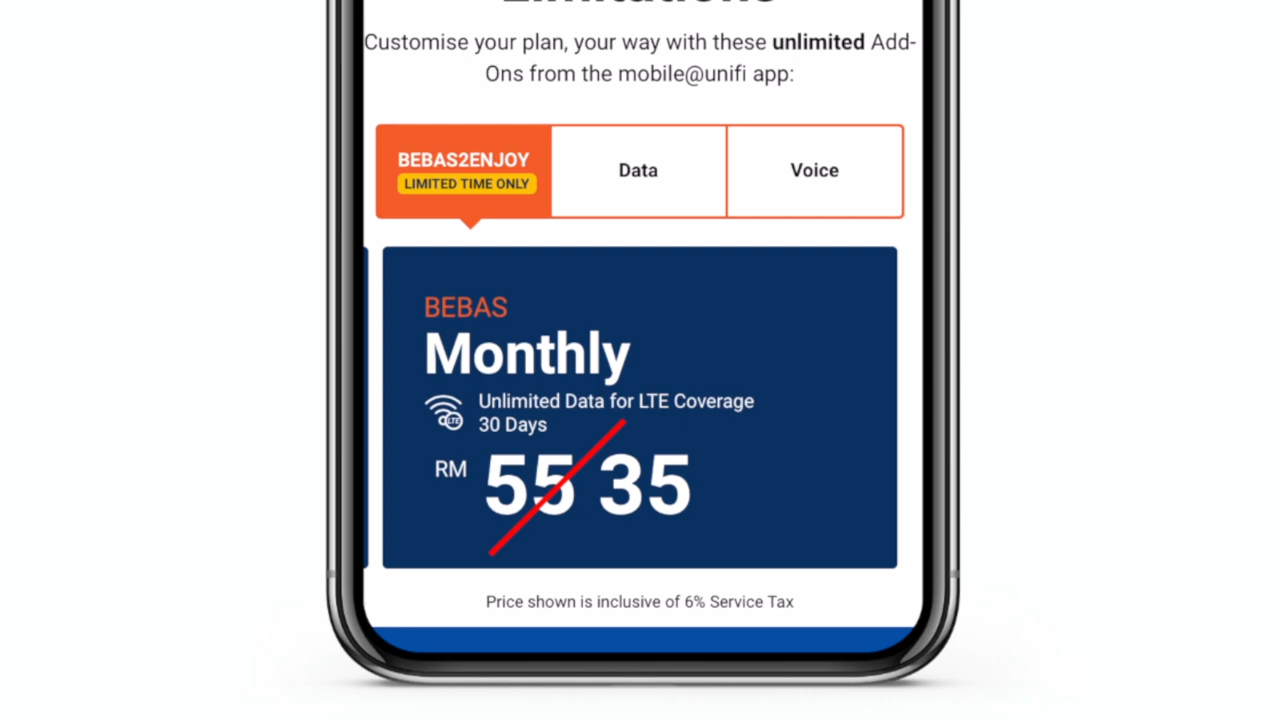 Limitations
Customise your plan, your way with these unlimited Add-
Ons from the mobile@unifi app:
BEBAS2ENJOY
LIMITED TIME ONLY
Data
Voice
BEBAS
Monthly
Unlimited Data for LTE Coverage
LTE
30 Days
RM 55 35
Price shown is inclusive of 6% Service Tax